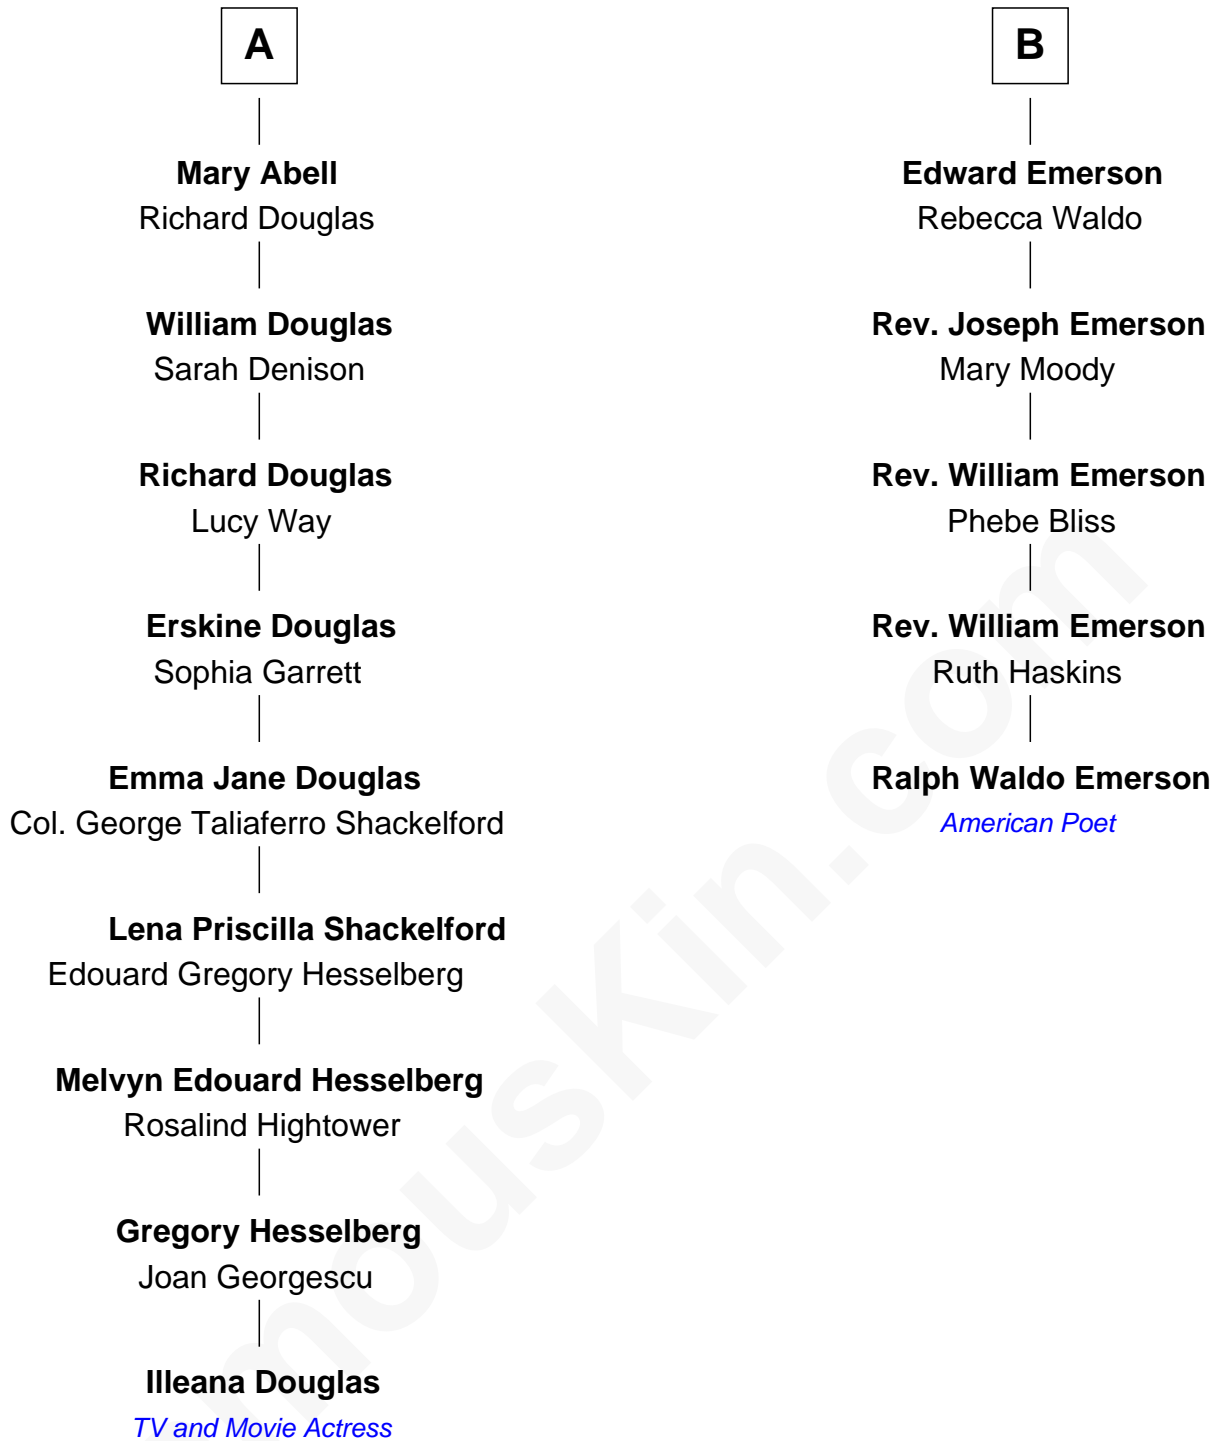 A
Mary Abell
Richard Douglas
William Douglas
Sarah Denison
Richard Douglas
Lucy Way
Erskine Douglas
Sophia Garrett
Emma Jane Douglas
Col. George Taliaferro Shackelford
Lena Priscilla Shackelford
Edouard Gregory Hesselberg
Melvyn Edouard Hesselberg
Rosalind Hightower
Gregory Hesselberg
Joan Georgescu
Illeana Douglas
TV and Movie Actress
B
Edward Emerson
Rebecca Waldo
Rev. Joseph Emerson
Mary Moody
Rev. William Emerson
Phebe Bliss
Rev. William Emerson
Ruth Haskins
Ralph Waldo Emerson
American Poet
mousKin.com